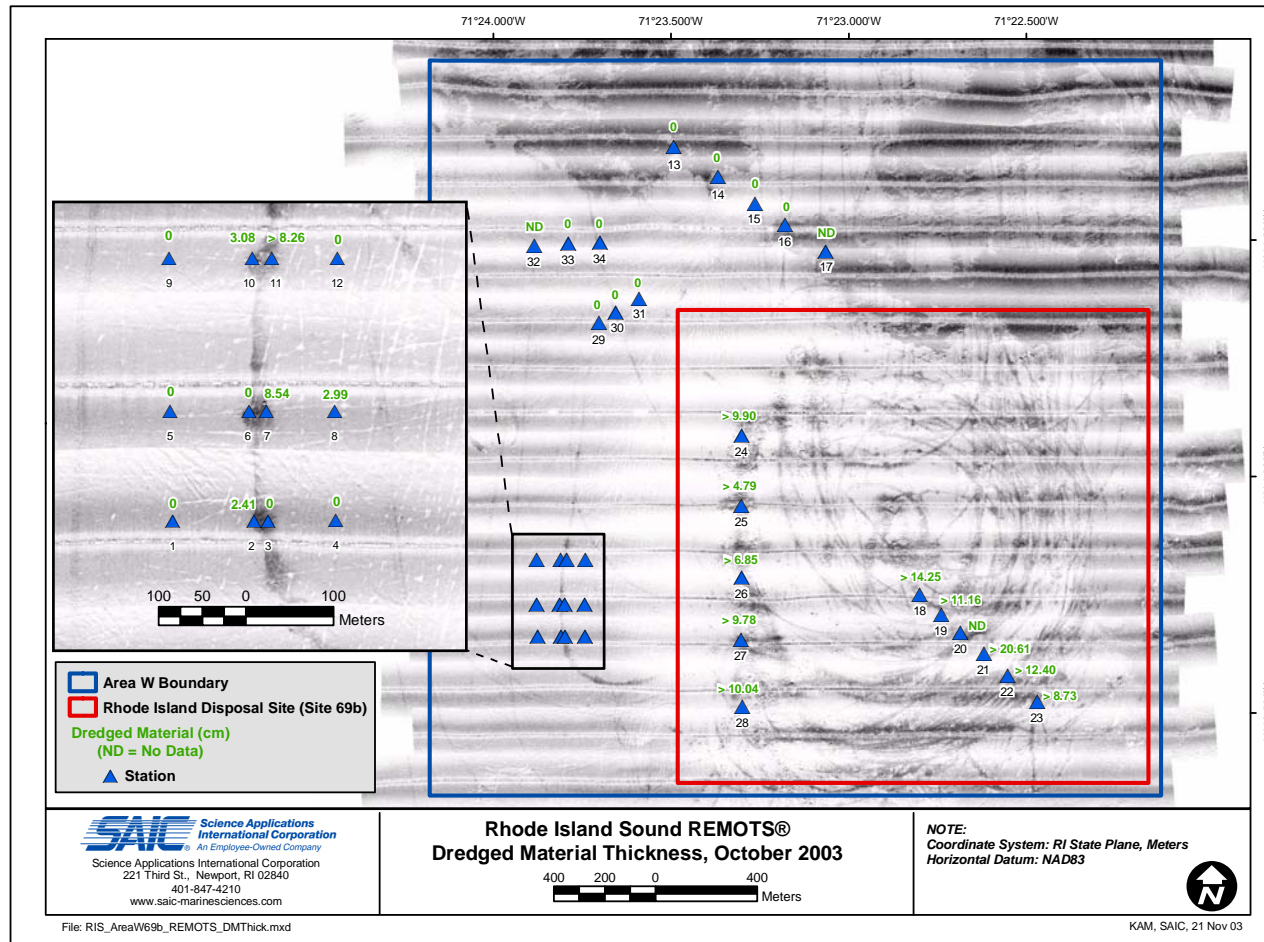 71°24.000'W 71°23.500'W 71°23.000'W 71°22.500'W
0
13
0
14
0
15
0
16
ND
17
ND 0 0
32 33 34
0
31
0
30
0
29
0 3.08 > 8.26 0
9 10 11 12
0 0 8.54 2.99
5 6 7 8
0 2.41 0 0
1 2 3 4
100 50 0 100
Meters
> 9.90
24
> 4.79
25
> 6.85
26
> 9.78
27
> 10.04
28
> 14.25
18
> 11.16
19
ND
20
> 20.61
21
> 12.40
22
> 8.73
23
Area W Boundary
Rhode Island Disposal Site (Site 69b)
Dredged Material (cm)
(ND = No Data)
Station
SAIC® Science Applications
International Corporation
An Employee-Owned Company
Science Applications International Corporation
221 Third St., Newport, RI 02840
401-847-4210
www.saic-marinesciences.com
Rhode Island Sound REMOTS®
Dredged Material Thickness, October 2003
400 200 0 400
Meters
NOTE:
Coordinate System: RI State Plane, Meters
Horizontal Datum: NAD83
N
File: RIS_AreaW69b_REMOTS_DMThick.mxd
KAM, SAIC, 21 Nov 03